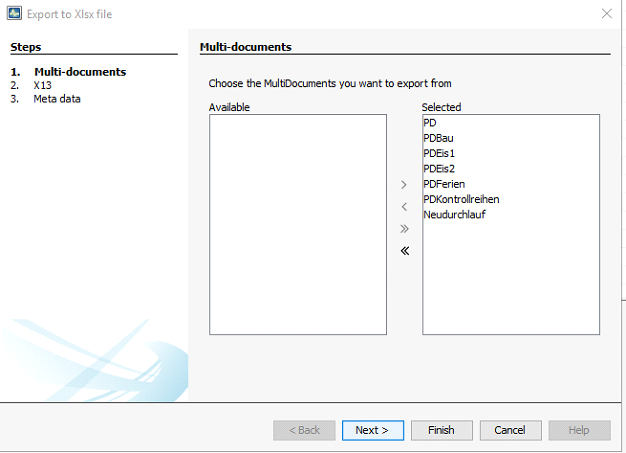 Export to Xlsx file
Steps
1. Multi-documents
2. X13
3. Meta data
Multi-documents
Choose the MultiDocuments you want to export from
Available
Selected
PD
PDBau
PDEis1
PDEis2
PDFerien
PDKontrollreihen
Neudurchlauf
< Back
Next >
Finish
Cancel
Help